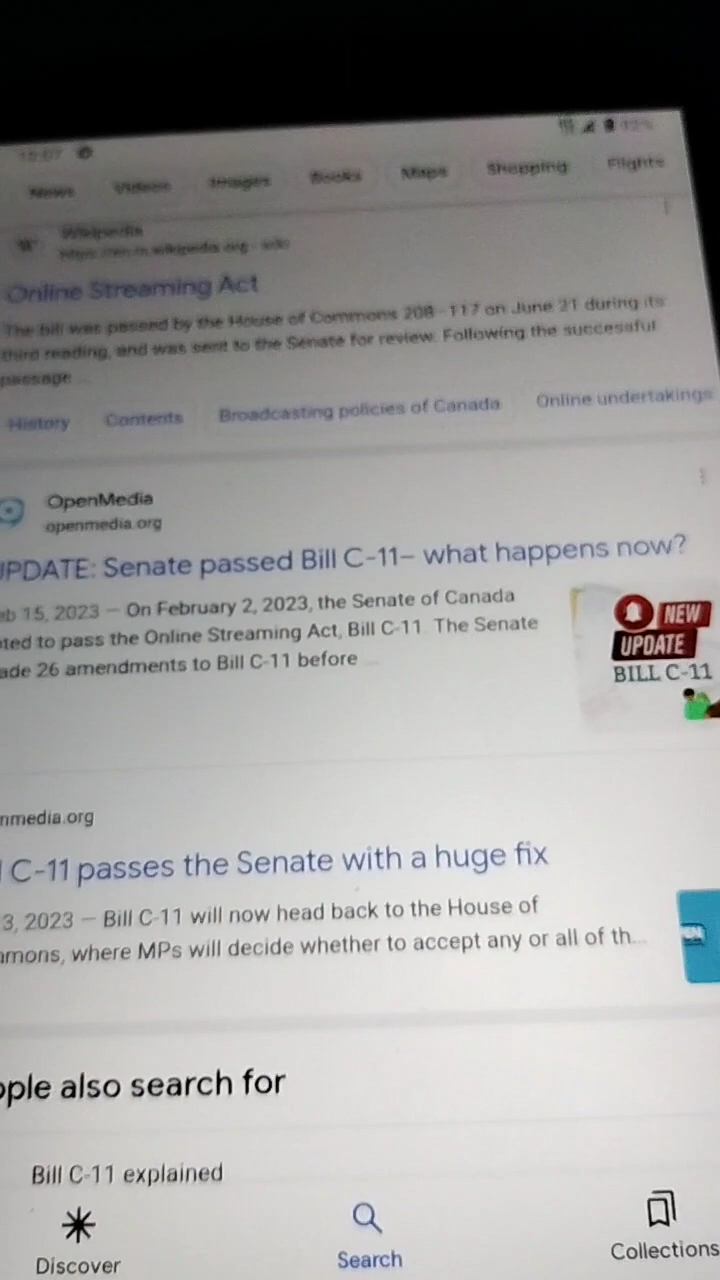 News Videos Images Books Maps Shopping Flights
Wikipedia
Online Streaming Act
The bill was passed by the House of Commons 208-117 on June 21 during its
third reading, and was sent to the Senate for review. Following the successful
passage ...
History Contents Broadcasting policies of Canada Online undertakings
OpenMedia
openmedia.org
UPDATE: Senate passed Bill C-11– what happens now?
eb 15, 2023 — On February 2, 2023, the Senate of Canada
oted to pass the Online Streaming Act, Bill C-11. The Senate
ade 26 amendments to Bill C-11 before
NEW
UPDATE
BILL C-11
nmedia.org
l C-11 passes the Senate with a huge fix
3, 2023 — Bill C-11 will now head back to the House of
mmons, where MPs will decide whether to accept any or all of th...
ople also search for
Bill C-11 explained
Discover Search Collections